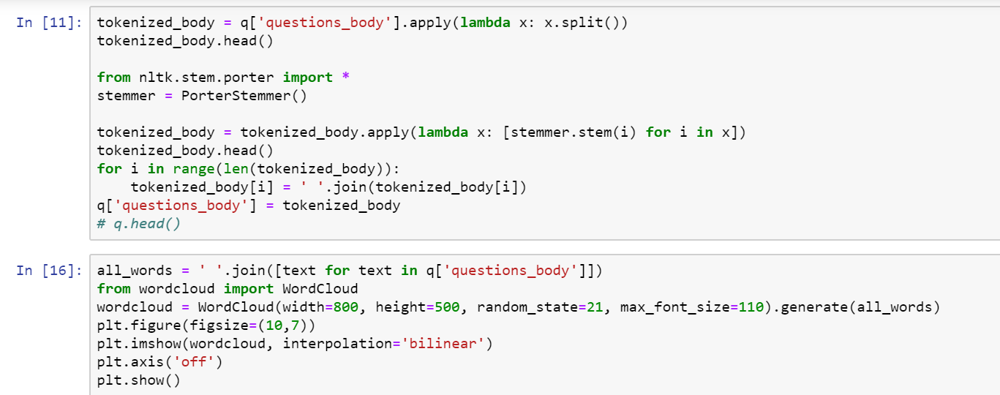 In [11]: tokenized_body = q['questions_body'].apply(lambda x: x.split())
tokenized_body.head()
from nltk.stem.porter import *
stemmer = PorterStemmer()
tokenized_body = tokenized_body.apply(lambda x: [stemmer.stem(i) for i in x])
tokenized_body.head()
for i in range(len(tokenized_body)):
    tokenized_body[i] = ' '.join(tokenized_body[i])
q['questions_body'] = tokenized_body
# q.head()
In [16]: all_words = ' '.join([text for text in q['questions_body']])
from wordcloud import WordCloud
wordcloud = WordCloud(width=800, height=500, random_state=21, max_font_size=110).generate(all_words)
plt.figure(figsize=(10,7))
plt.imshow(wordcloud, interpolation='bilinear')
plt.axis('off')
plt.show()